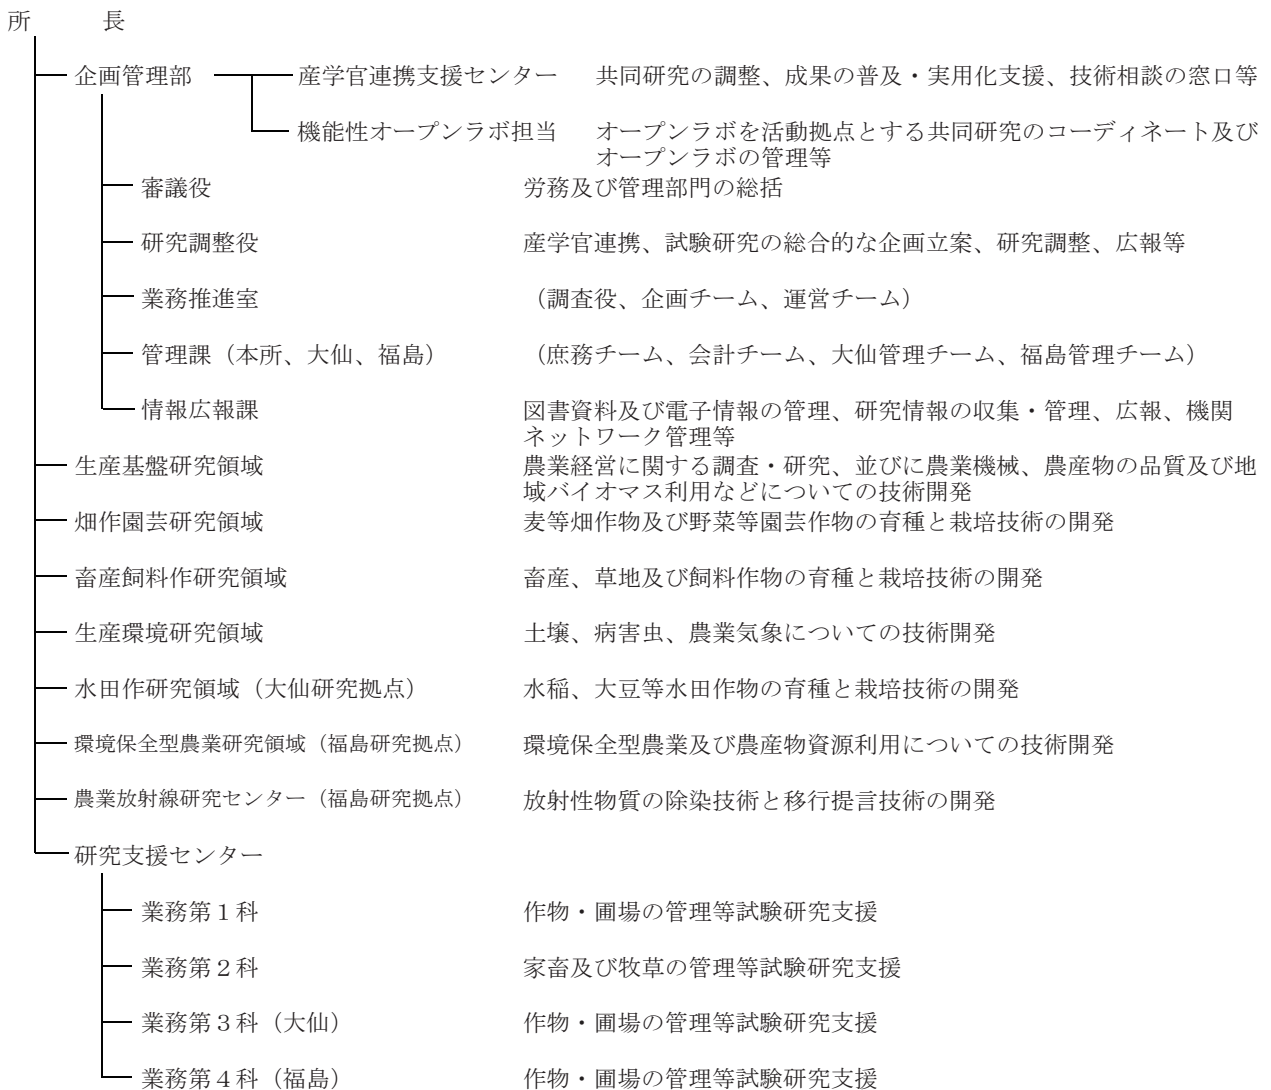 所　　　長
企画管理部　産学官連携支援センター　共同研究の調整、成果の普及・実用化支援、技術相談の窓口等
機能性オープンラボ担当　オープンラボを活動拠点とする共同研究のコーディネート及び
オープンラボの管理等
審議役　労務及び管理部門の総括
研究調整役　産学官連携、試験研究の総合的な企画立案、研究調整、広報等
業務推進室　（調査役、企画チーム、運営チーム）
管理課（本所、大仙、福島）　（庶務チーム、会計チーム、大仙管理チーム、福島管理チーム）
情報広報課　図書資料及び電子情報の管理、研究情報の収集・管理、広報、機関
ネットワーク管理等
生産基盤研究領域　農業経営に関する調査・研究、並びに農業機械、農産物の品質及び地
域バイオマス利用などについての技術開発
畑作園芸研究領域　麦等畑作物及び野菜等園芸作物の育種と栽培技術の開発
畜産飼料作研究領域　畜産、草地及び飼料作物の育種と栽培技術の開発
生産環境研究領域　土壌、病害虫、農業気象についての技術開発
水田作研究領域（大仙研究拠点）　水稲、大豆等水田作物の育種と栽培技術の開発
環境保全型農業研究領域（福島研究拠点）　環境保全型農業及び農産物資源利用についての技術開発
農業放射線研究センター（福島研究拠点）　放射性物質の除染技術と移行提言技術の開発
研究支援センター
業務第１科　作物・圃場の管理等試験研究支援
業務第２科　家畜及び牧草の管理等試験研究支援
業務第３科（大仙）　作物・圃場の管理等試験研究支援
業務第４科（福島）　作物・圃場の管理等試験研究支援